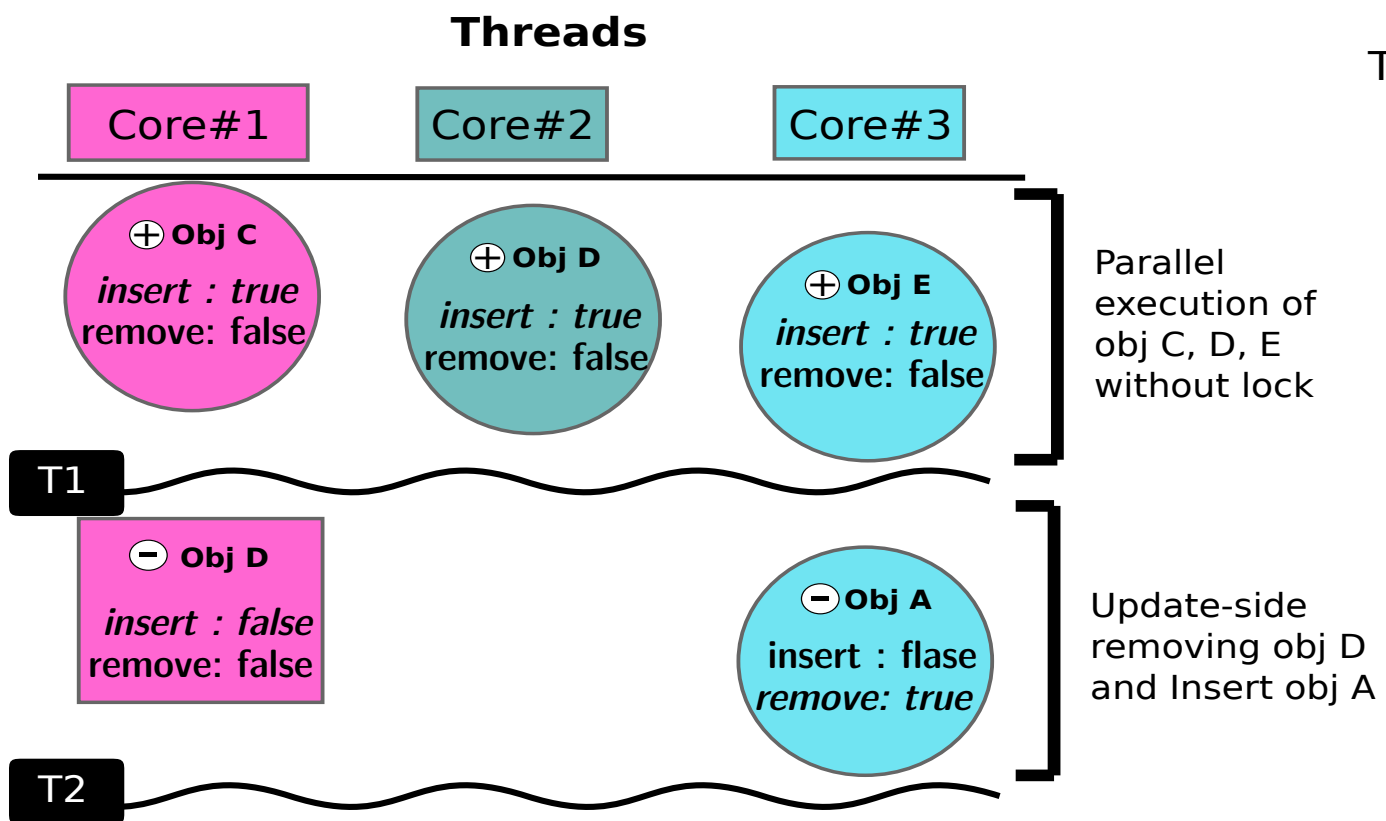 Threads
T
Core#1
Core#2
Core#3
+ Obj C
insert : true
remove: false
+ Obj D
insert : true
remove: false
+ Obj E
insert : true
remove: false
Parallel
execution of
obj C, D, E
without lock
T1
- Obj D
insert : false
remove: false
- Obj A
insert : flase
remove: true
Update-side
removing obj D
and Insert obj A
T2